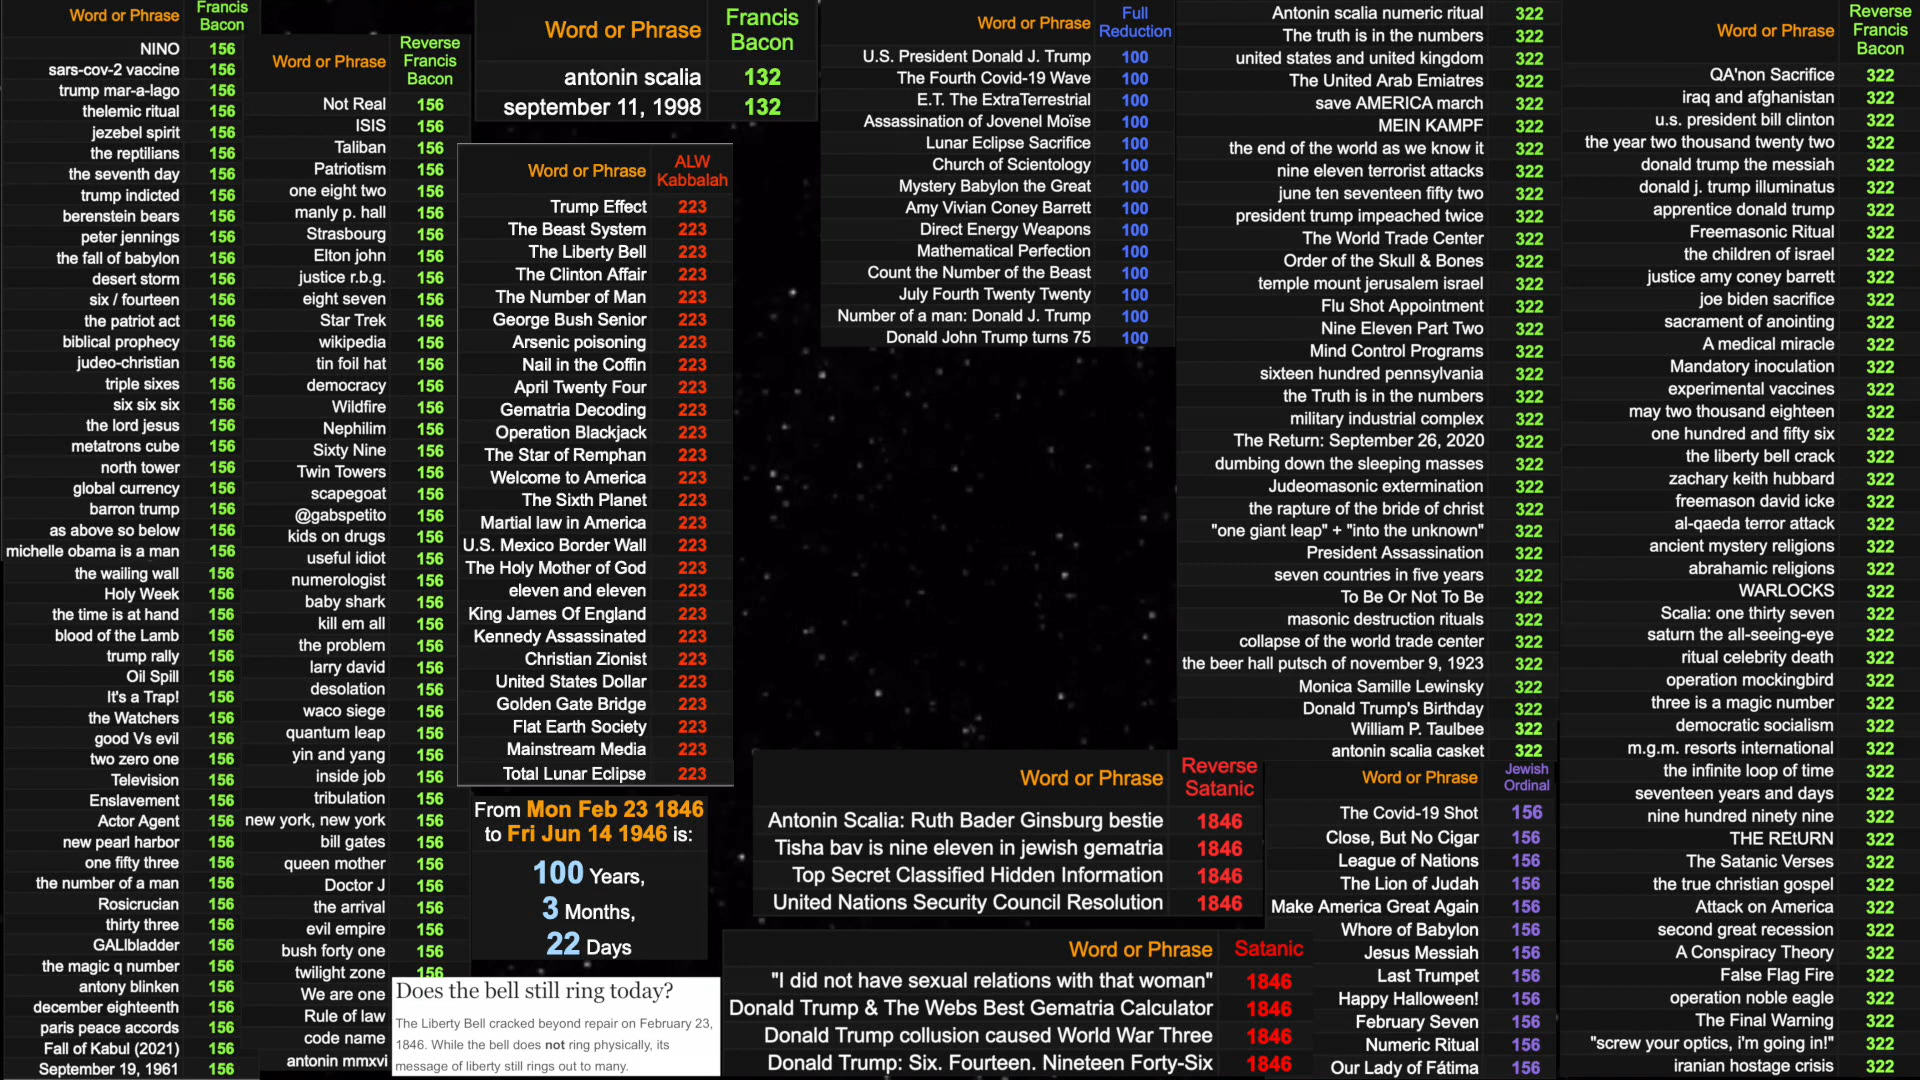 Word or Phrase Francis Bacon
NINO 156
sars-cov-2 vaccine 156
trump mar-a-lago 156
thelemic ritual 156
jezebel spirit 156
the reptilians 156
the seventh day 156
trump indicted 156
berenstein bears 156
peter jennings 156
the fall of babylon 156
desert storm 156
six / fourteen 156
the patriot act 156
biblical prophecy 156
judeo-christian 156
triple sixes 156
six six six 156
the lord jesus 156
metatrons cube 156
north tower 156
global currency 156
barron trump 156
as above so below 156
michelle obama is a man 156
the wailing wall 156
Holy Week 156
the time is at hand 156
blood of the Lamb 156
trump rally 156
Oil Spill 156
It's a Trap! 156
the Watchers 156
good Vs evil 156
two zero one 156
Television 156
Enslavement 156
Actor Agent 156
new pearl harbor 156
one fifty three 156
the number of a man 156
Rosicrucian 156
thirty three 156
GALlbladder 156
the magic q number 156
antony blinken 156
december eighteenth 156
paris peace accords 156
Fall of Kabul (2021) 156
September 19, 1961 156
Word or Phrase Reverse Francis Bacon
Not Real 156
ISIS 156
Taliban 156
Patriotism 156
one eight two 156
manly p. hall 156
Strasbourg 156
Elton john 156
justice r.b.g. 156
eight seven 156
Star Trek 156
wikipedia 156
tin foil hat 156
democracy 156
Wildfire 156
Nephilim 156
Sixty Nine 156
Twin Towers 156
scapegoat 156
@gabspetito 156
kids on drugs 156
useful idiot 156
numerologist 156
baby shark 156
kill em all 156
the problem 156
larry david 156
desolation 156
waco siege 156
quantum leap 156
yin and yang 156
inside job 156
tribulation 156
new york, new york 156
bill gates 156
queen mother 156
Doctor J 156
the arrival 156
evil empire 156
bush forty one 156
twilight zone 156
We are one
Rule of law
code name
antonin mmxvi
Word or Phrase Francis Bacon
antonin scalia 132
september 11, 1998 132
Word or Phrase ALW Kabbalah
Trump Effect 223
The Beast System 223
The Liberty Bell 223
The Clinton Affair 223
The Number of Man 223
George Bush Senior 223
Arsenic poisoning 223
Nail in the Coffin 223
April Twenty Four 223
Gematria Decoding 223
Operation Blackjack 223
The Star of Remphan 223
Welcome to America 223
The Sixth Planet 223
Martial law in America 223
U.S. Mexico Border Wall 223
The Holy Mother of God 223
eleven and eleven 223
King James Of England 223
Kennedy Assassinated 223
Christian Zionist 223
United States Dollar 223
Golden Gate Bridge 223
Flat Earth Society 223
Mainstream Media 223
Total Lunar Eclipse 223
From Mon Feb 23 1846
to Fri Jun 14 1946 is:
100 Years,
3 Months,
22 Days
Does the bell still ring today?
The Liberty Bell cracked beyond repair on February 23,
1846. While the bell does not ring physically, its
message of liberty still rings out to many.
Word or Phrase Full Reduction
U.S. President Donald J. Trump 100
The Fourth Covid-19 Wave 100
E.T. The ExtraTerrestrial 100
Assassination of Jovenel Moïse 100
Lunar Eclipse Sacrifice 100
Church of Scientology 100
Mystery Babylon the Great 100
Amy Vivian Coney Barrett 100
Direct Energy Weapons 100
Mathematical Perfection 100
Count the Number of the Beast 100
July Fourth Twenty Twenty 100
Number of a man: Donald J. Trump 100
Donald John Trump turns 75 100
Word or Phrase Reverse Satanic
Antonin Scalia: Ruth Bader Ginsburg bestie 1846
Tisha bav is nine eleven in jewish gematria 1846
Top Secret Classified Hidden Information 1846
United Nations Security Council Resolution 1846
Word or Phrase Satanic
"I did not have sexual relations with that woman" 1846
Donald Trump & The Webs Best Gematria Calculator 1846
Donald Trump collusion caused World War Three 1846
Donald Trump: Six. Fourteen. Nineteen Forty-Six 1846
Antonin scalia numeric ritual 322
The truth is in the numbers 322
united states and united kingdom 322
The United Arab Emiatres 322
save AMERICA march 322
MEIN KAMPF 322
the end of the world as we know it 322
nine eleven terrorist attacks 322
june ten seventeen fifty two 322
president trump impeached twice 322
The World Trade Center 322
Order of the Skull & Bones 322
temple mount jerusalem israel 322
Flu Shot Appointment 322
Nine Eleven Part Two 322
Mind Control Programs 322
sixteen hundred pennsylvania 322
the Truth is in the numbers 322
military industrial complex 322
The Return: September 26, 2020 322
dumbing down the sleeping masses 322
Judeomasonic extermination 322
the rapture of the bride of christ 322
"one giant leap" + "into the unknown" 322
President Assassination 322
seven countries in five years 322
To Be Or Not To Be 322
masonic destruction rituals 322
collapse of the world trade center 322
the beer hall putsch of november 9, 1923 322
Monica Samille Lewinsky 322
Donald Trump's Birthday 322
William P. Taulbee 322
antonin scalia casket 322
Word or Phrase Jewish Ordinal
The Covid-19 Shot 156
Close, But No Cigar 156
League of Nations 156
The Lion of Judah 156
Make America Great Again 156
Whore of Babylon 156
Jesus Messiah 156
Last Trumpet 156
Happy Halloween! 156
February Seven 156
Numeric Ritual 156
Our Lady of Fátima 156
Word or Phrase Reverse Francis Bacon
QA'non Sacrifice 322
iraq and afghanistan 322
u.s. president bill clinton 322
the year two thousand twenty two 322
donald trump the messiah 322
donald j. trump illuminatus 322
apprentice donald trump 322
Freemasonic Ritual 322
the children of israel 322
justice amy coney barrett 322
joe biden sacrifice 322
sacrament of anointing 322
A medical miracle 322
Mandatory inoculation 322
experimental vaccines 322
may two thousand eighteen 322
one hundred and fifty six 322
the liberty bell crack 322
zachary keith hubbard 322
freemason david icke 322
al-qaeda terror attack 322
ancient mystery religions 322
abrahamic religions 322
WARLOCKS 322
Scalia: one thirty seven 322
saturn the all-seeing-eye 322
ritual celebrity death 322
operation mockingbird 322
three is a magic number 322
democratic socialism 322
m.g.m. resorts international 322
the infinite loop of time 322
seventeen years and days 322
nine hundred ninety nine 322
THE REtURN 322
The Satanic Verses 322
the true christian gospel 322
Attack on America 322
second great recession 322
A Conspiracy Theory 322
False Flag Fire 322
operation noble eagle 322
The Final Warning 322
"screw your optics, i'm going in!" 322
iranian hostage crisis 322